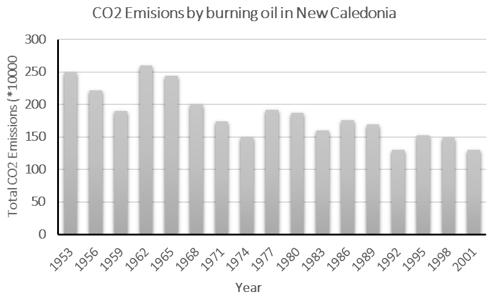 CO2 Emisions by burning oil in New Caledonia
Total CO2 Emissions (*10000
300
250
200
150
100
50
0
1953 1956 1959 1962 1965 1968 1971 1974 1977 1980 1983 1986 1989 1992 1995 1998 2001
Year